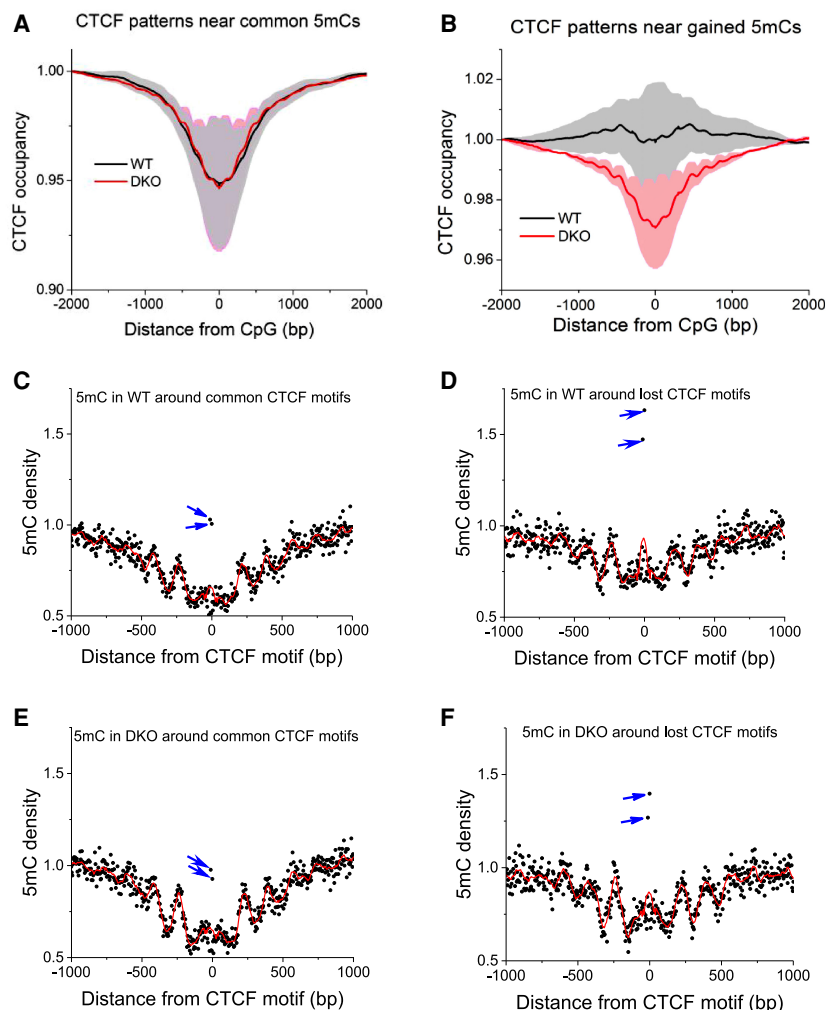 A
CTCF patterns near common 5mCs
1.00
0.95
0.90
CTCF occupancy
WT
DKO
-2000 -1000 0 1000 2000
Distance from CpG (bp)
B
CTCF patterns near gained 5mCs
1.02
1.00
0.98
0.96
CTCF occupancy
WT
DKO
-2000 -1000 0 1000 2000
Distance from CpG (bp)
C
5mC in WT around common CTCF motifs
1.5
1.0
0.5
5mC density
-1000 -500 0 500 1000
Distance from CTCF motif (bp)
D
5mC in WT around lost CTCF motifs
1.5
1.0
0.5
5mC density
-1000 -500 0 500 1000
Distance from CTCF motif (bp)
E
5mC in DKO around common CTCF motifs
1.5
1.0
0.5
5mC density
-1000 -500 0 500 1000
Distance from CTCF motif (bp)
F
5mC in DKO around lost CTCF motifs
1.5
1.0
0.5
5mC density
-1000 -500 0 500 1000
Distance from CTCF motif (bp)